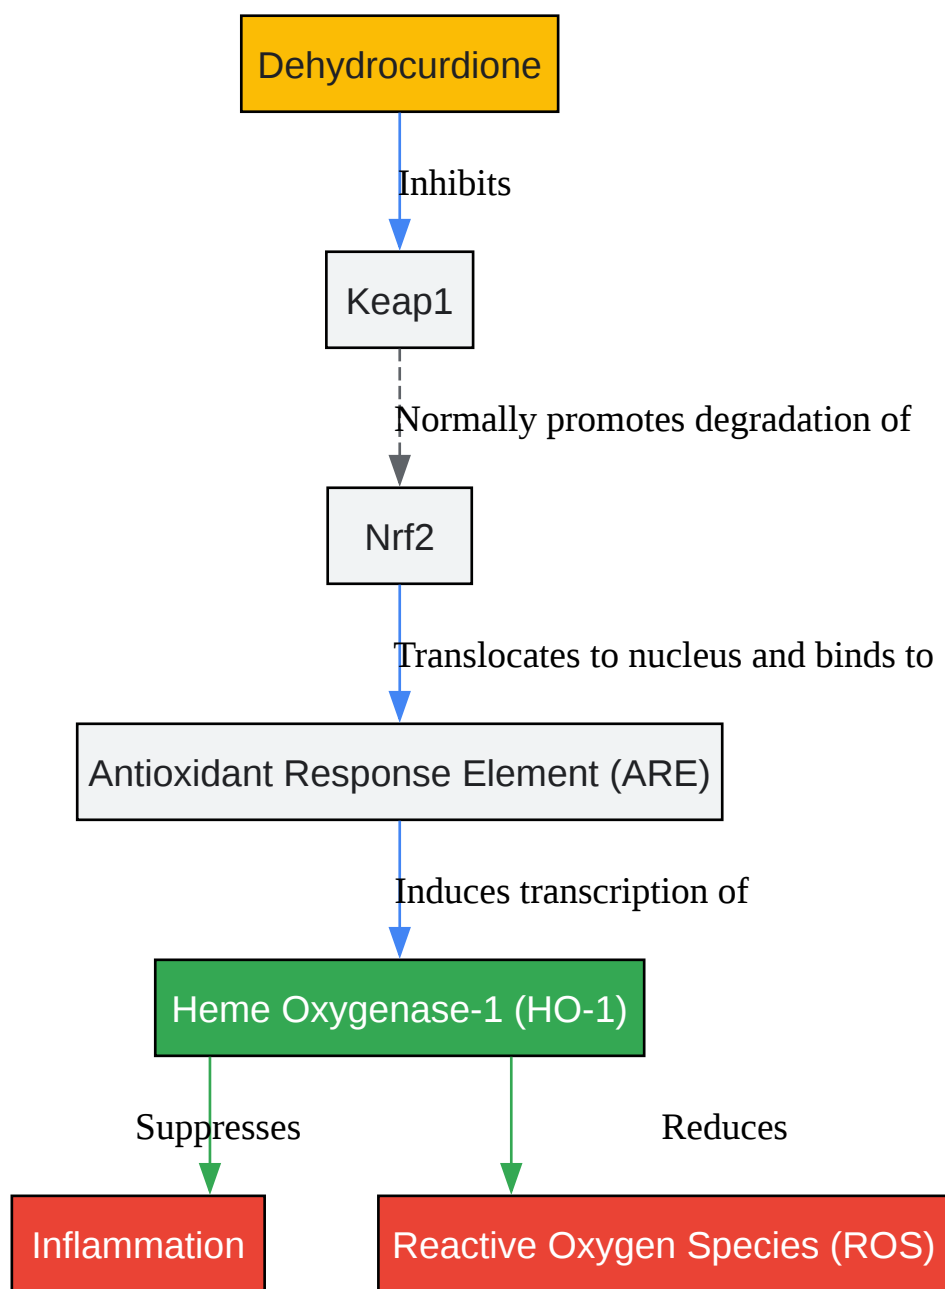 Dehydrocurdione
Inhibits
Keap1
Normally promotes degradation of
Nrf2
Translocates to nucleus and binds to
Antioxidant Response Element (ARE)
Induces transcription of
Heme Oxygenase-1 (HO-1)
Suppresses
Reduces
Inflammation
Reactive Oxygen Species (ROS)